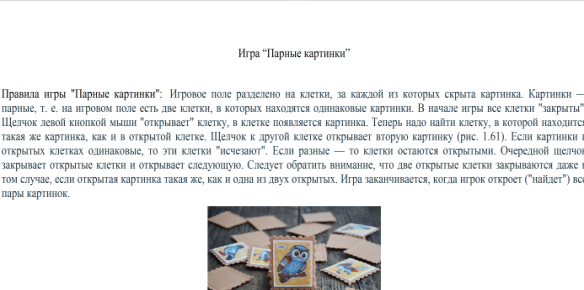 Игра “Парные картинки”
Правила игры "Парные картинки": Игровое поле разделено на клетки, за каждой из которых скрыта картинка. Картинки —
парные, т. е. на игровом поле есть две клетки, в которых находятся одинаковые картинки. В начале игры все клетки "закрыты".
Щелчок левой кнопкой мыши "открывает" клетку, в клетке появляется картинка. Теперь надо найти клетку, в которой находится
такая же картинка, как и в открытой клетке. Щелчок к другой клетке открывает вторую картинку (рис. 1.61). Если картинки
открытых клетках одинаковые, то эти клетки "исчезают". Если разные — то клетки остаются открытыми. Очередной щелчок
закрывает открытые клетки и открывает следующую. Следует обратить внимание, что две открытые клетки закрываются даже
том случае, если открытая картинка такая же, как и одна из двух открытых. Игра заканчивается, когда игрок откроет ("найдет") все
пары картинок.